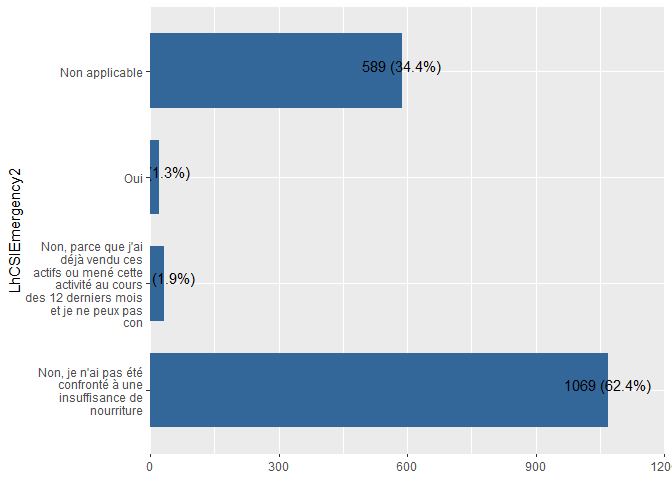 LhCSIEmergency2
Non applicable
589 (34.4%)
Oui
1.3%)
Non, parce que j'ai
déjà vendu ces
actifs ou mené cette
activité au cours
des 12 derniers mois
et je ne peux pas
con
(1.9%)
Non, je n'ai pas été
confronté à une
insuffisance de
nourriture
1069 (62.4%)
0 300 600 900 120